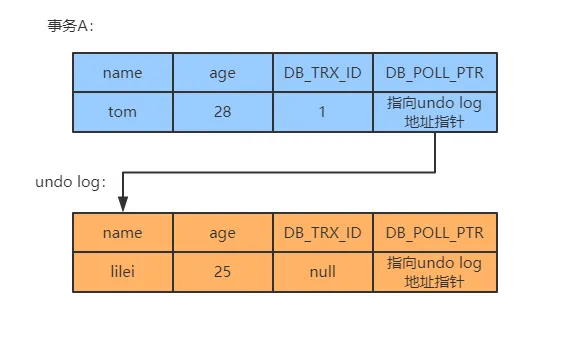 事务A：
name age DB_TRX_ID DB_POLL_PTR
tom 28 1 指向undo log
地址指针
undo log：
name age DB_TRX_ID DB_POLL_PTR
lilei 25 null 指向undo log
地址指针